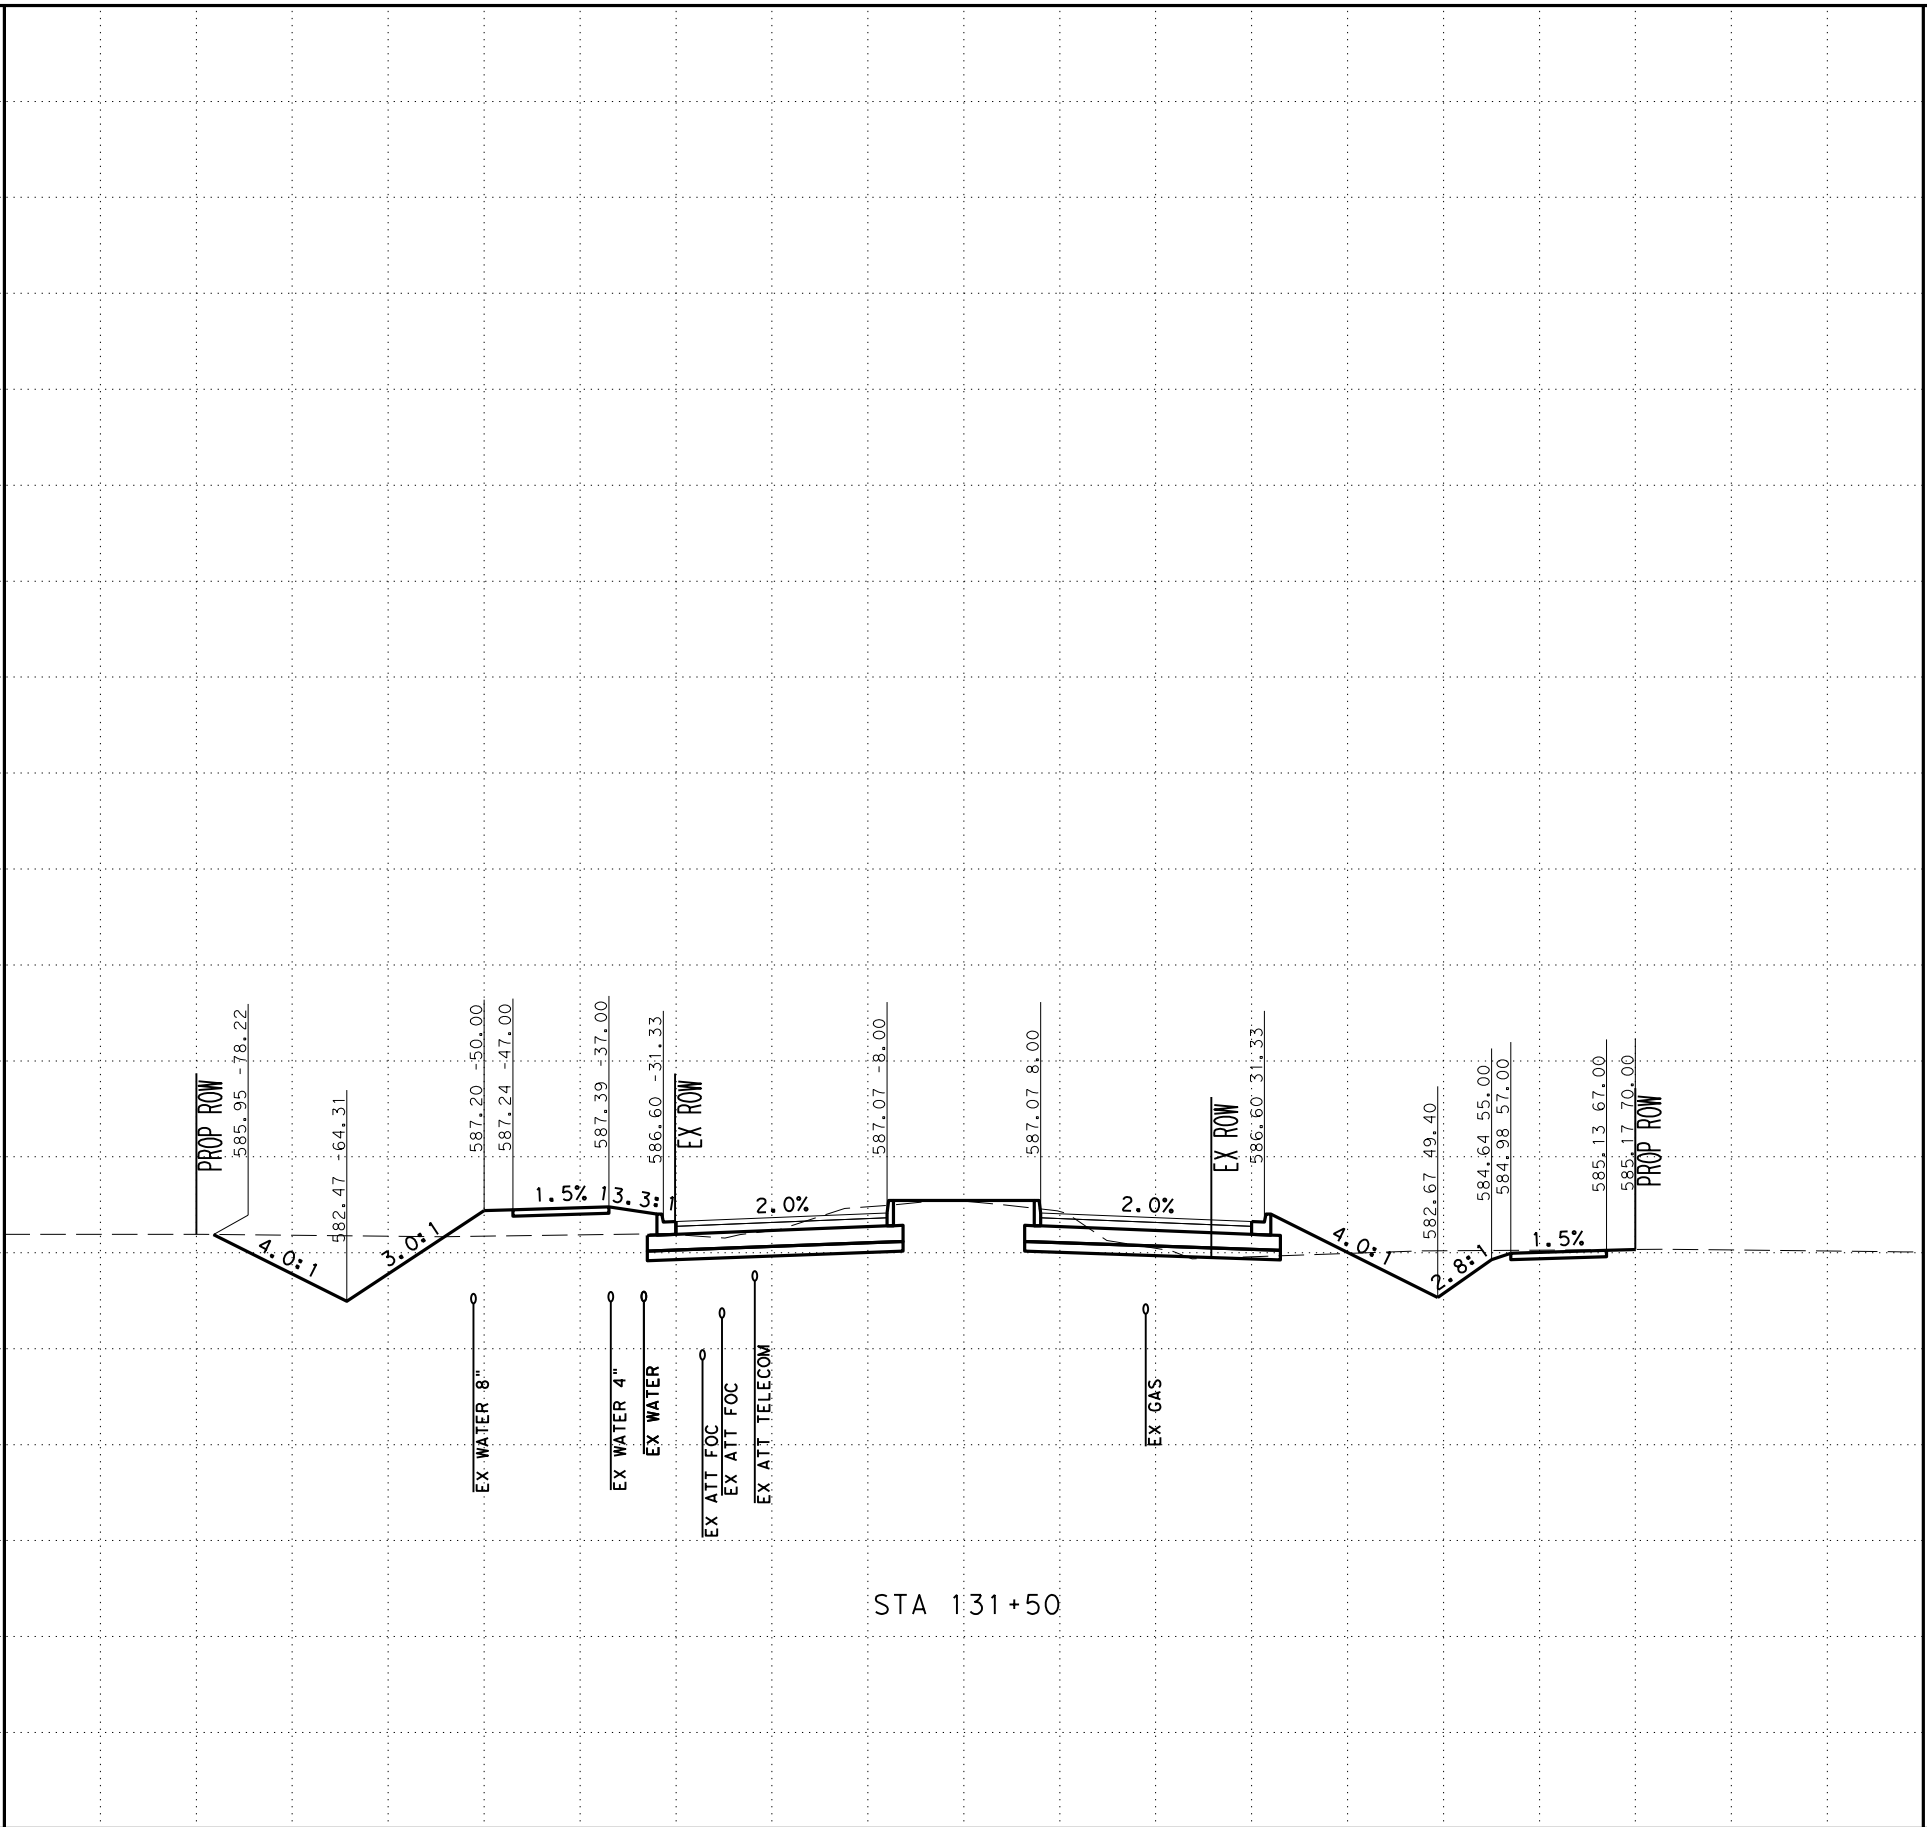 PROP ROW
585.95 -78.22
582.47 -64.31
587.20 -50.00
587.24 -47.00
587.39 -37.00
586.60 -31.33
EX ROW
587.07 -8.00
587.07 8.00
EX ROW
586.60 31.33
582.67 49.40
584.64 55.00
584.98 57.00
585.13 67.00
585.17 70.00
PROP ROW
4.0:1
3.0:1
1.5%
13.3:1
2.0%
2.0%
4.0:1
2.8:1
1.5%
EX WATER 8"
EX WATER 4"
EX WATER
EX ATT FOC
EX ATT FOC
EX ATT TELECOM
EX GAS
STA 131+50